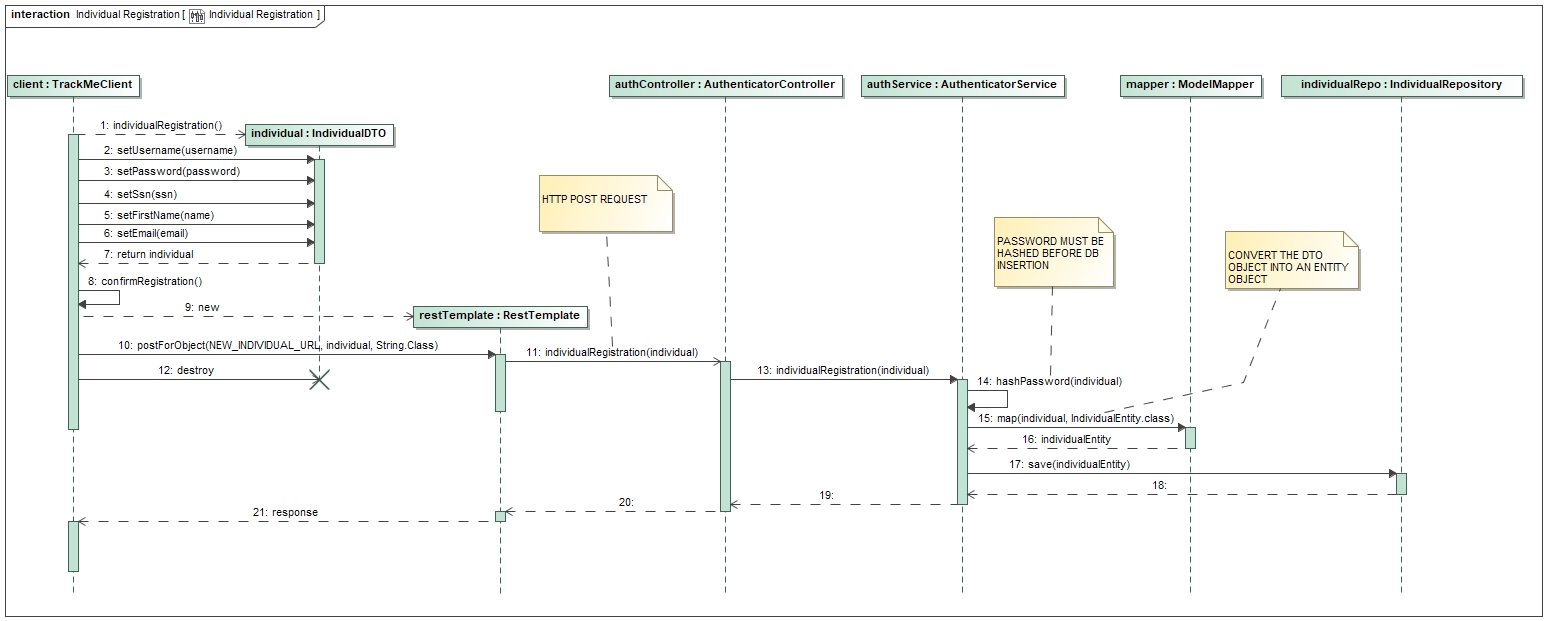 interaction Individual Registration [ Individual Registration ]
client : TrackMeClient
authController : AuthenticatorController
authService : AuthenticatorService
mapper : ModelMapper
individualRepo : IndividualRepository
1: individualRegistration()
individual : IndividualDTO
2: setUsername(username)
3: setPassword(password)
4: setSsn(ssn)
5: setFirstName(name)
6: setEmail(email)
7: return individual
8: confirmRegistration()
9: new
restTemplate : RestTemplate
HTTP POST REQUEST
PASSWORD MUST BE
HASHED BEFORE DB
INSERTION
CONVERT THE DTO
OBJECT INTO AN ENTITY
OBJECT
10: postForObject(NEW_INDIVIDUAL_URL, individual, String.Class)
11: individualRegistration(individual)
12: destroy
13: individualRegistration(individual)
14: hashPassword(individual)
15: map(individual, IndividualEntity.class)
16: individualEntity
17: save(individualEntity)
18:
19:
20:
21: response